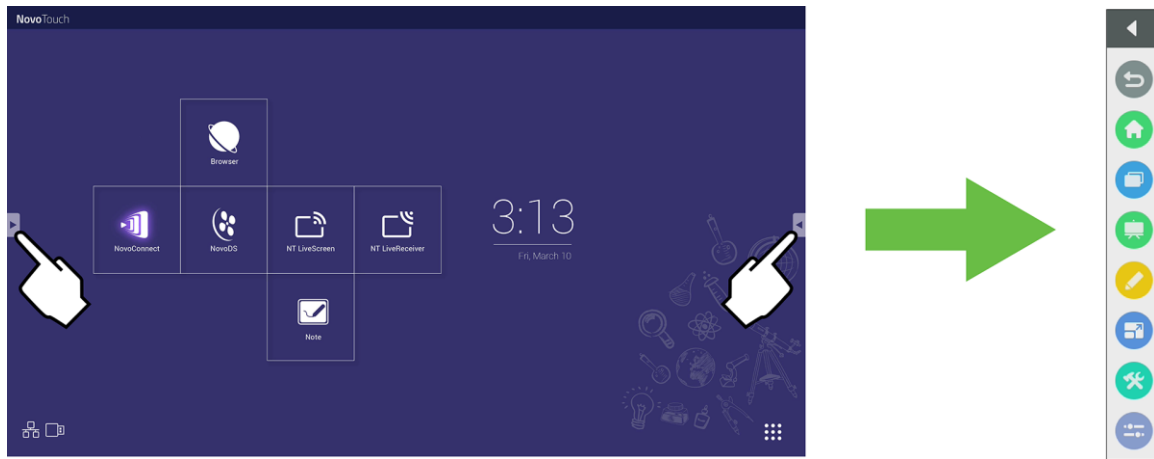 NovoTouch
Browser
NovoConnect
NovoDS
NT LiveScreen
NT LiveReceiver
3:13
Fri, March 10
Note